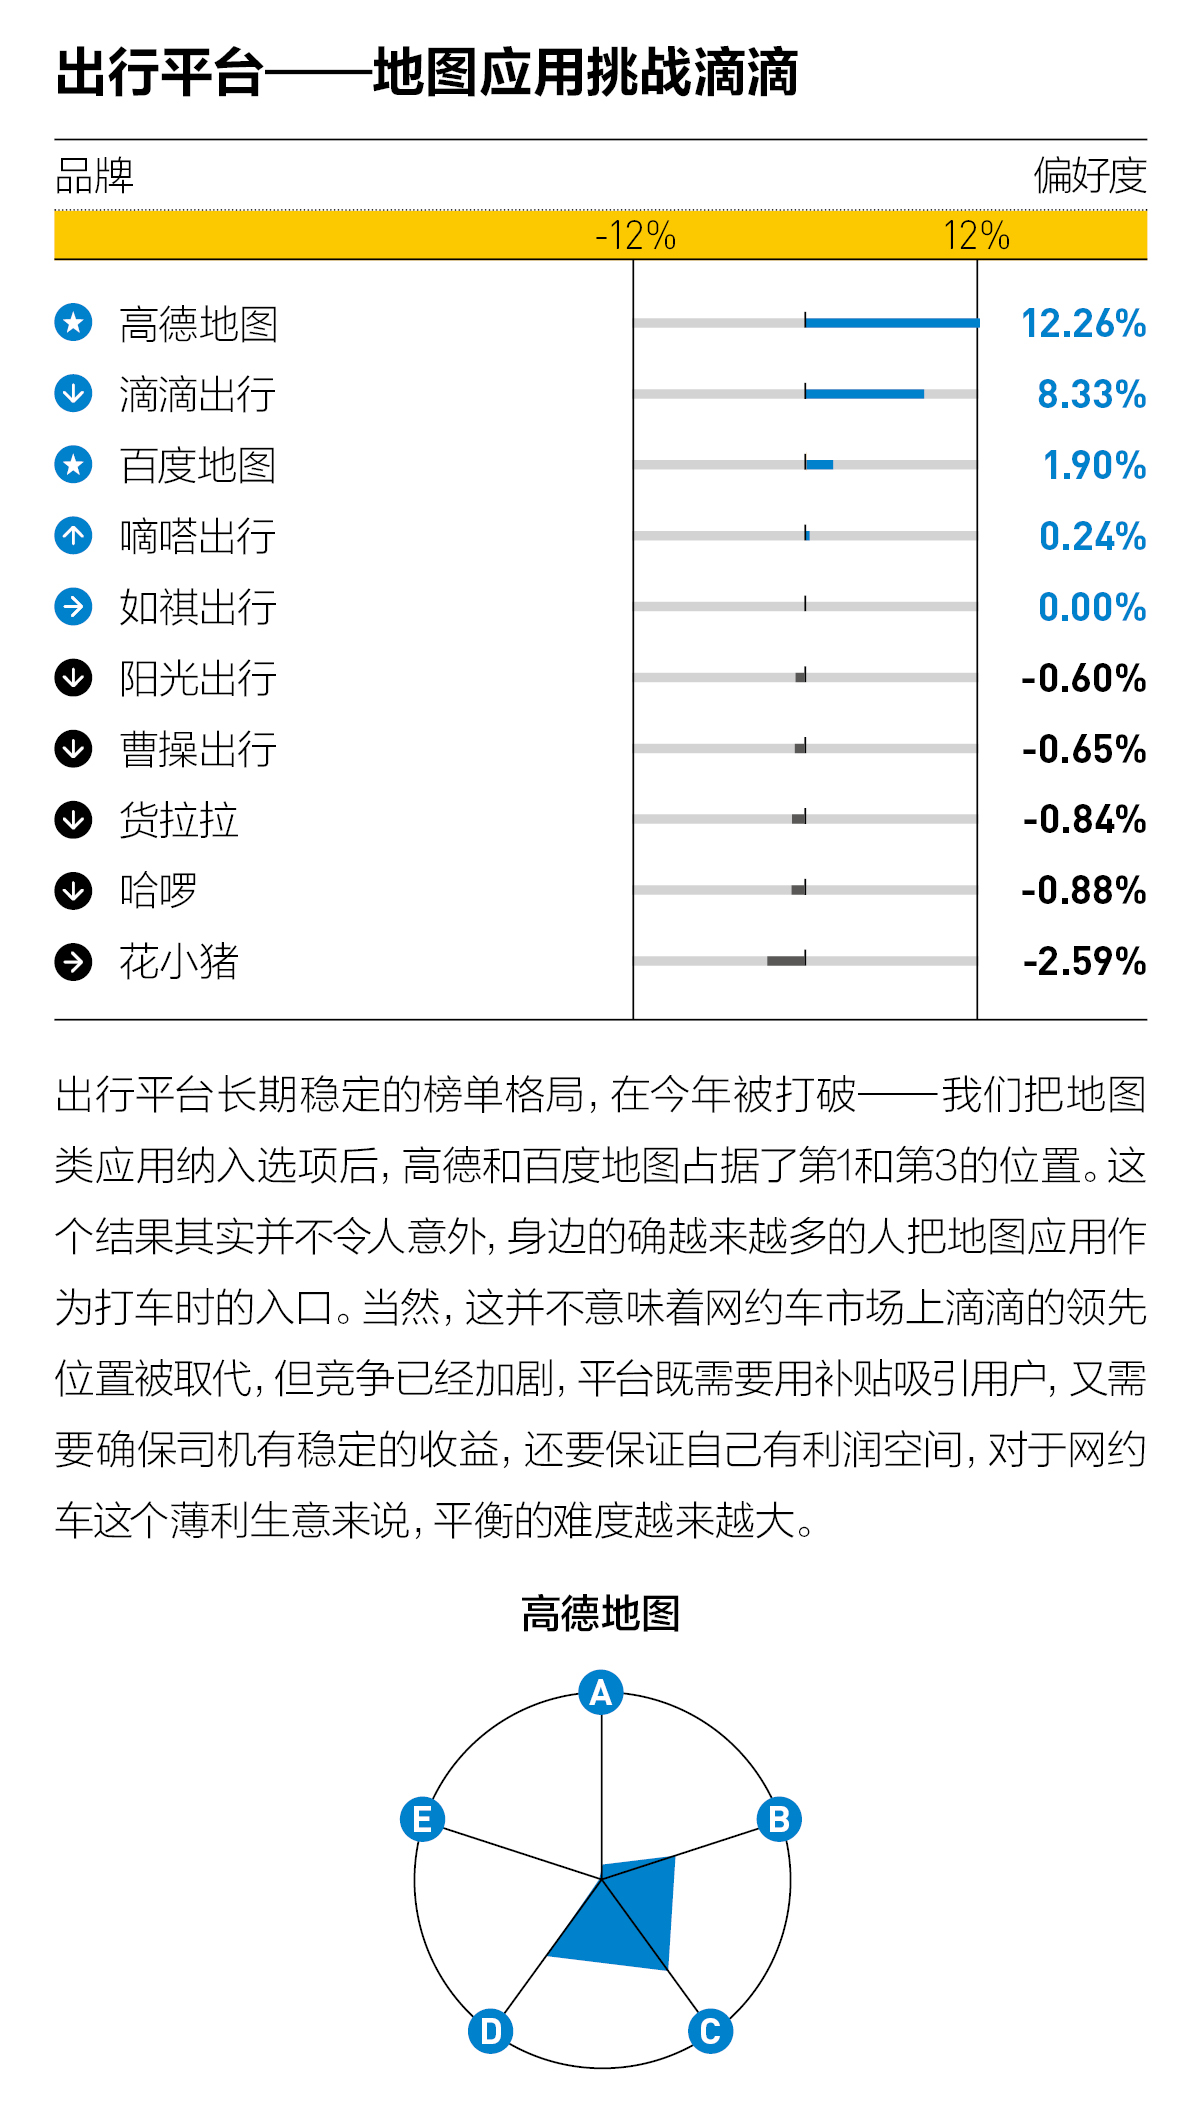 出行平台——地图应用挑战滴滴
品牌 偏好度
-12% 12%
高德地图 12.26%
滴滴出行 8.33%
百度地图 1.90%
嘀嗒出行 0.24%
如祺出行 0.00%
阳光出行 -0.60%
曹操出行 -0.65%
货拉拉 -0.84%
哈啰 -0.88%
花小猪 -2.59%
出行平台长期稳定的榜单格局，在今年被打破——我们把地图
类应用纳入选项后，高德和百度地图占据了第1和第3的位置。这
个结果其实并不令人意外，身边的确越来越多的人把地图应用作
为打车时的入口。当然，这并不意味着网约车市场上滴滴的领先
位置被取代，但竞争已经加剧，平台既需要用补贴吸引用户，又需
要确保司机有稳定的收益，还要保证自己有利润空间，对于网约
车这个薄利生意来说，平衡的难度越来越大。
高德地图
A
E B
D C